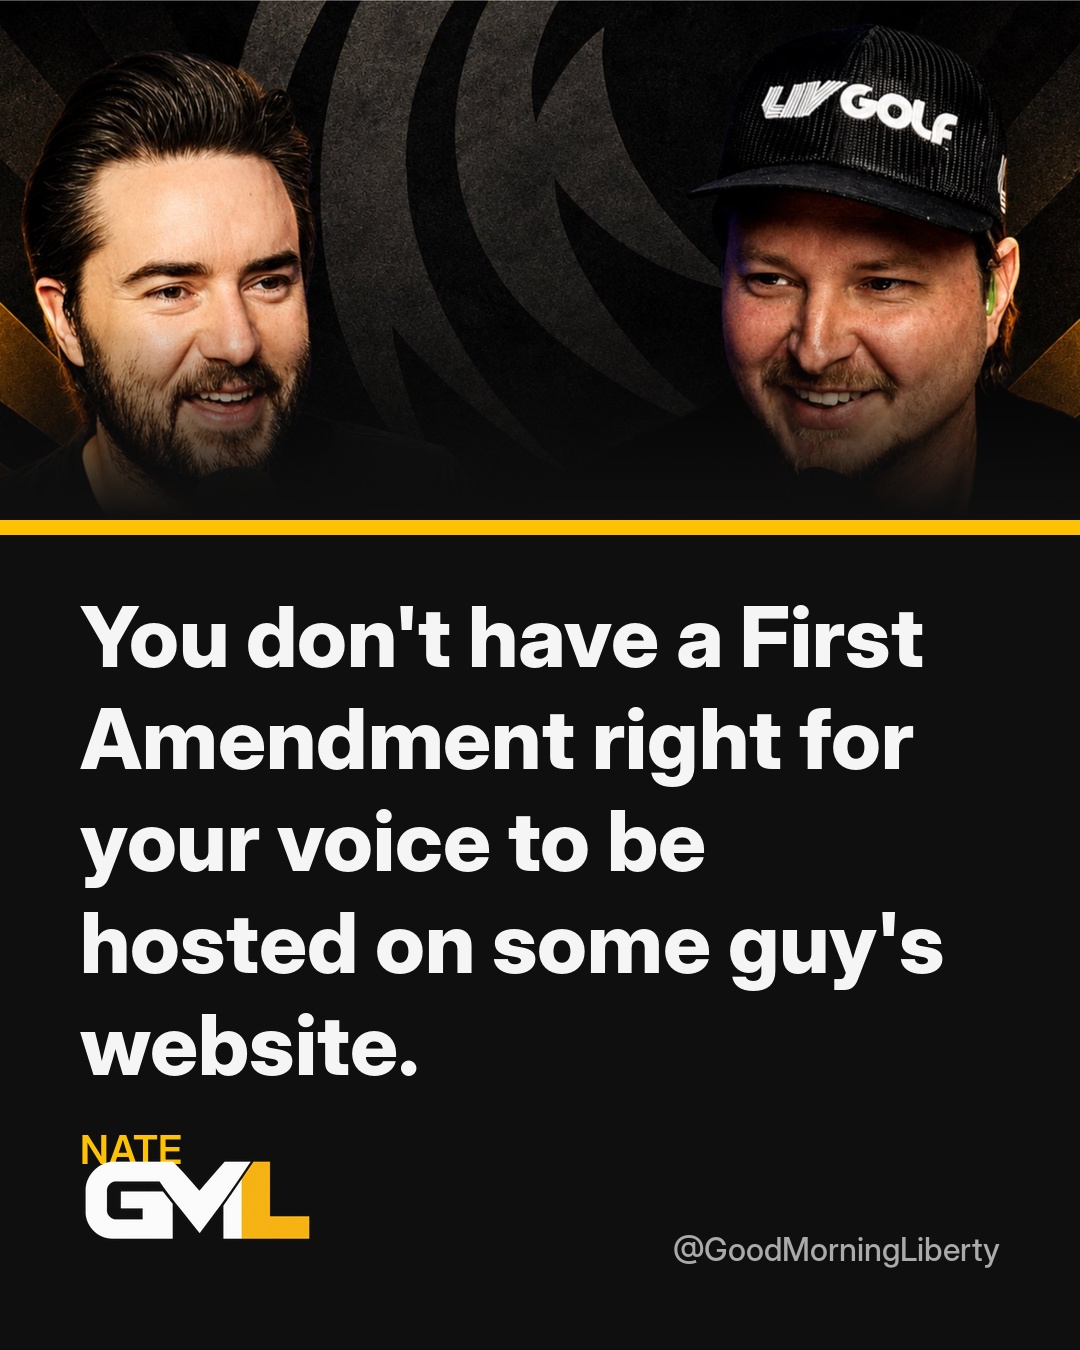 LIV GOLF
You don't have a First
Amendment right for
your voice to be
hosted on some guy's
website.
NATE
GML
@GoodMorningLiberty